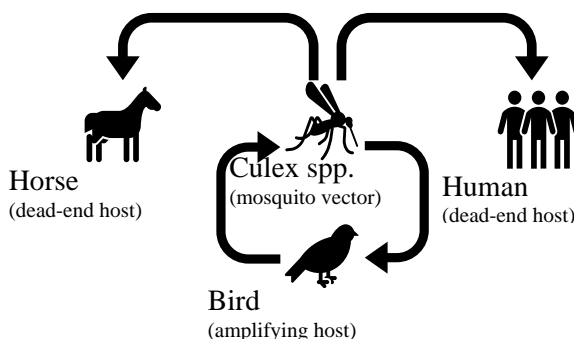 Horse
(dead-end host)
Culex spp.
(mosquito vector)
Human
(dead-end host)
Bird
(amplifying host)